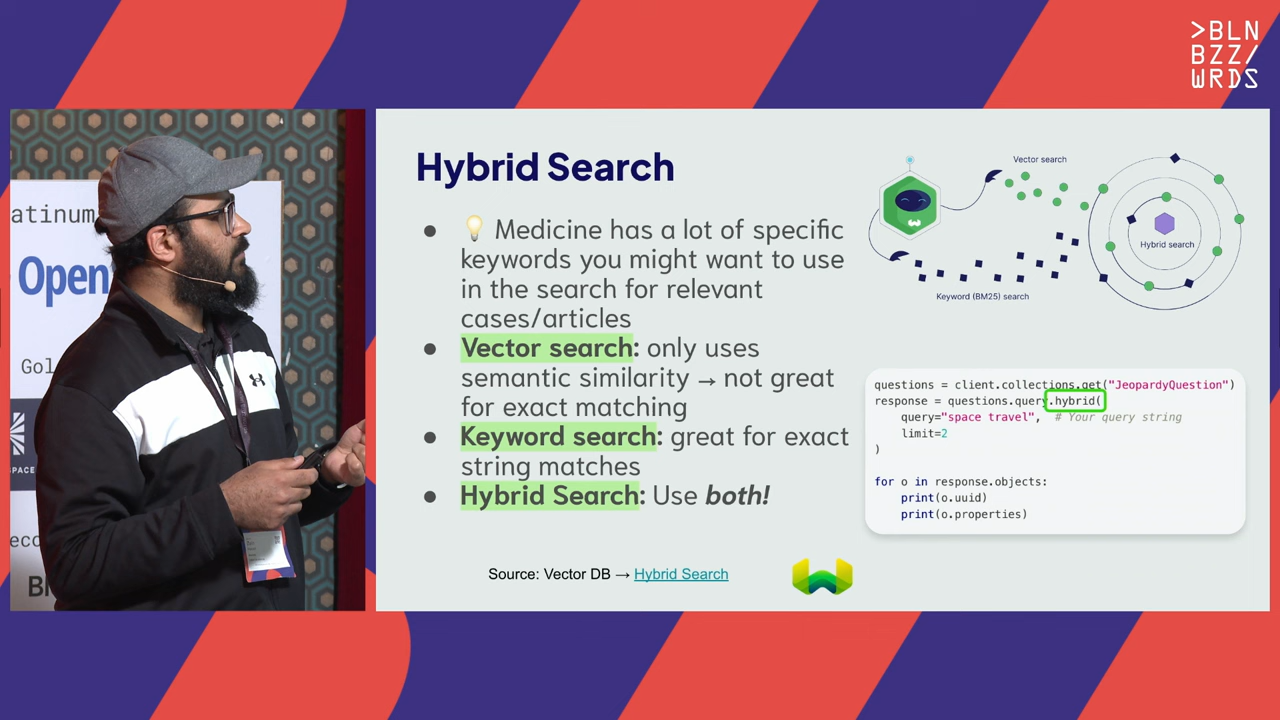 >BLN
BZZ/
WRDS
atinum
Open
Gol
SPACE
eco
Hybrid Search
● 💡 Medicine has a lot of specific
keywords you might want to use
in the search for relevant
cases/articles
● Vector search: only uses
semantic similarity → not great
for exact matching
● Keyword search: great for exact
string matches
● Hybrid Search: Use both!
Source: Vector DB → Hybrid Search
Vector search
Hybrid search
Keyword (BM25) search
questions = client.collections.get("JeopardyQuestion")
response = questions.query.hybrid(
    query="space travel",  # Your query string
    limit=2
)
for o in response.objects:
    print(o.uuid)
    print(o.properties)